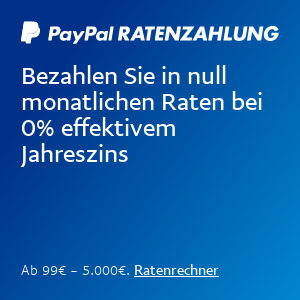 PayPal RATENZAHLUNG
Bezahlen Sie in null
monatlichen Raten bei
0% effektivem
Jahreszins
Ab 99€ – 5.000€. Ratenrechner